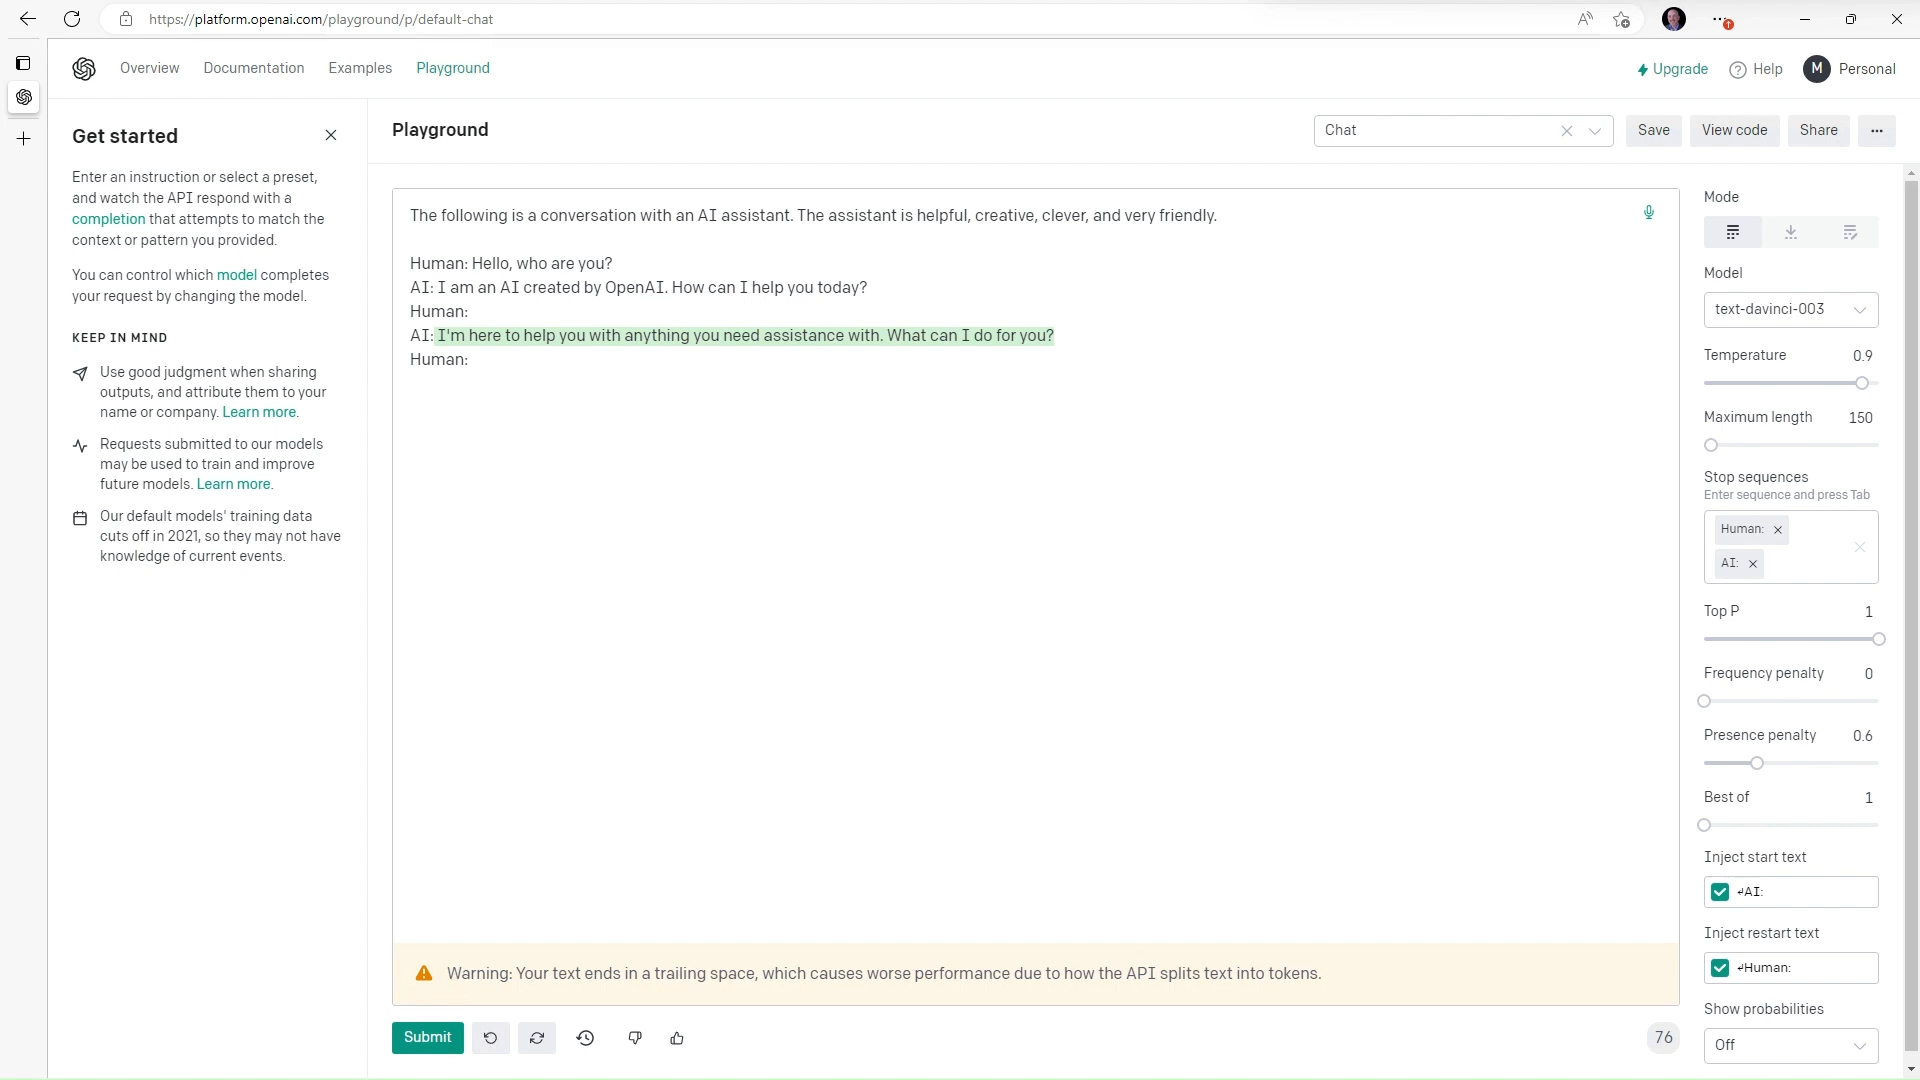 https://platform.openai.com/playground/p/default-chat
Overview
Documentation
Examples
Playground
Upgrade
Help
M
Personal
Get started
Enter an instruction or select a preset,
and watch the API respond with a
completion that attempts to match the
context or pattern you provided.
You can control which model completes
your request by changing the model.
KEEP IN MIND
Use good judgment when sharing
outputs, and attribute them to your
name or company. Learn more.
Requests submitted to our models
may be used to train and improve
future models. Learn more.
Our default models' training data
cuts off in 2021, so they may not have
knowledge of current events.
Playground
Chat
Save
View code
Share
The following is a conversation with an AI assistant. The assistant is helpful, creative, clever, and very friendly.
Human: Hello, who are you?
AI: I am an AI created by OpenAI. How can I help you today?
Human:
AI: I'm here to help you with anything you need assistance with. What can I do for you?
Human:
Warning: Your text ends in a trailing space, which causes worse performance due to how the API splits text into tokens.
Submit
76
Mode
Model
text-davinci-003
Temperature 0.9
Maximum length 150
Stop sequences
Enter sequence and press Tab
Human:
AI:
Top P 1
Frequency penalty 0
Presence penalty 0.6
Best of 1
Inject start text
↵AI:
Inject restart text
↵Human:
Show probabilities
Off